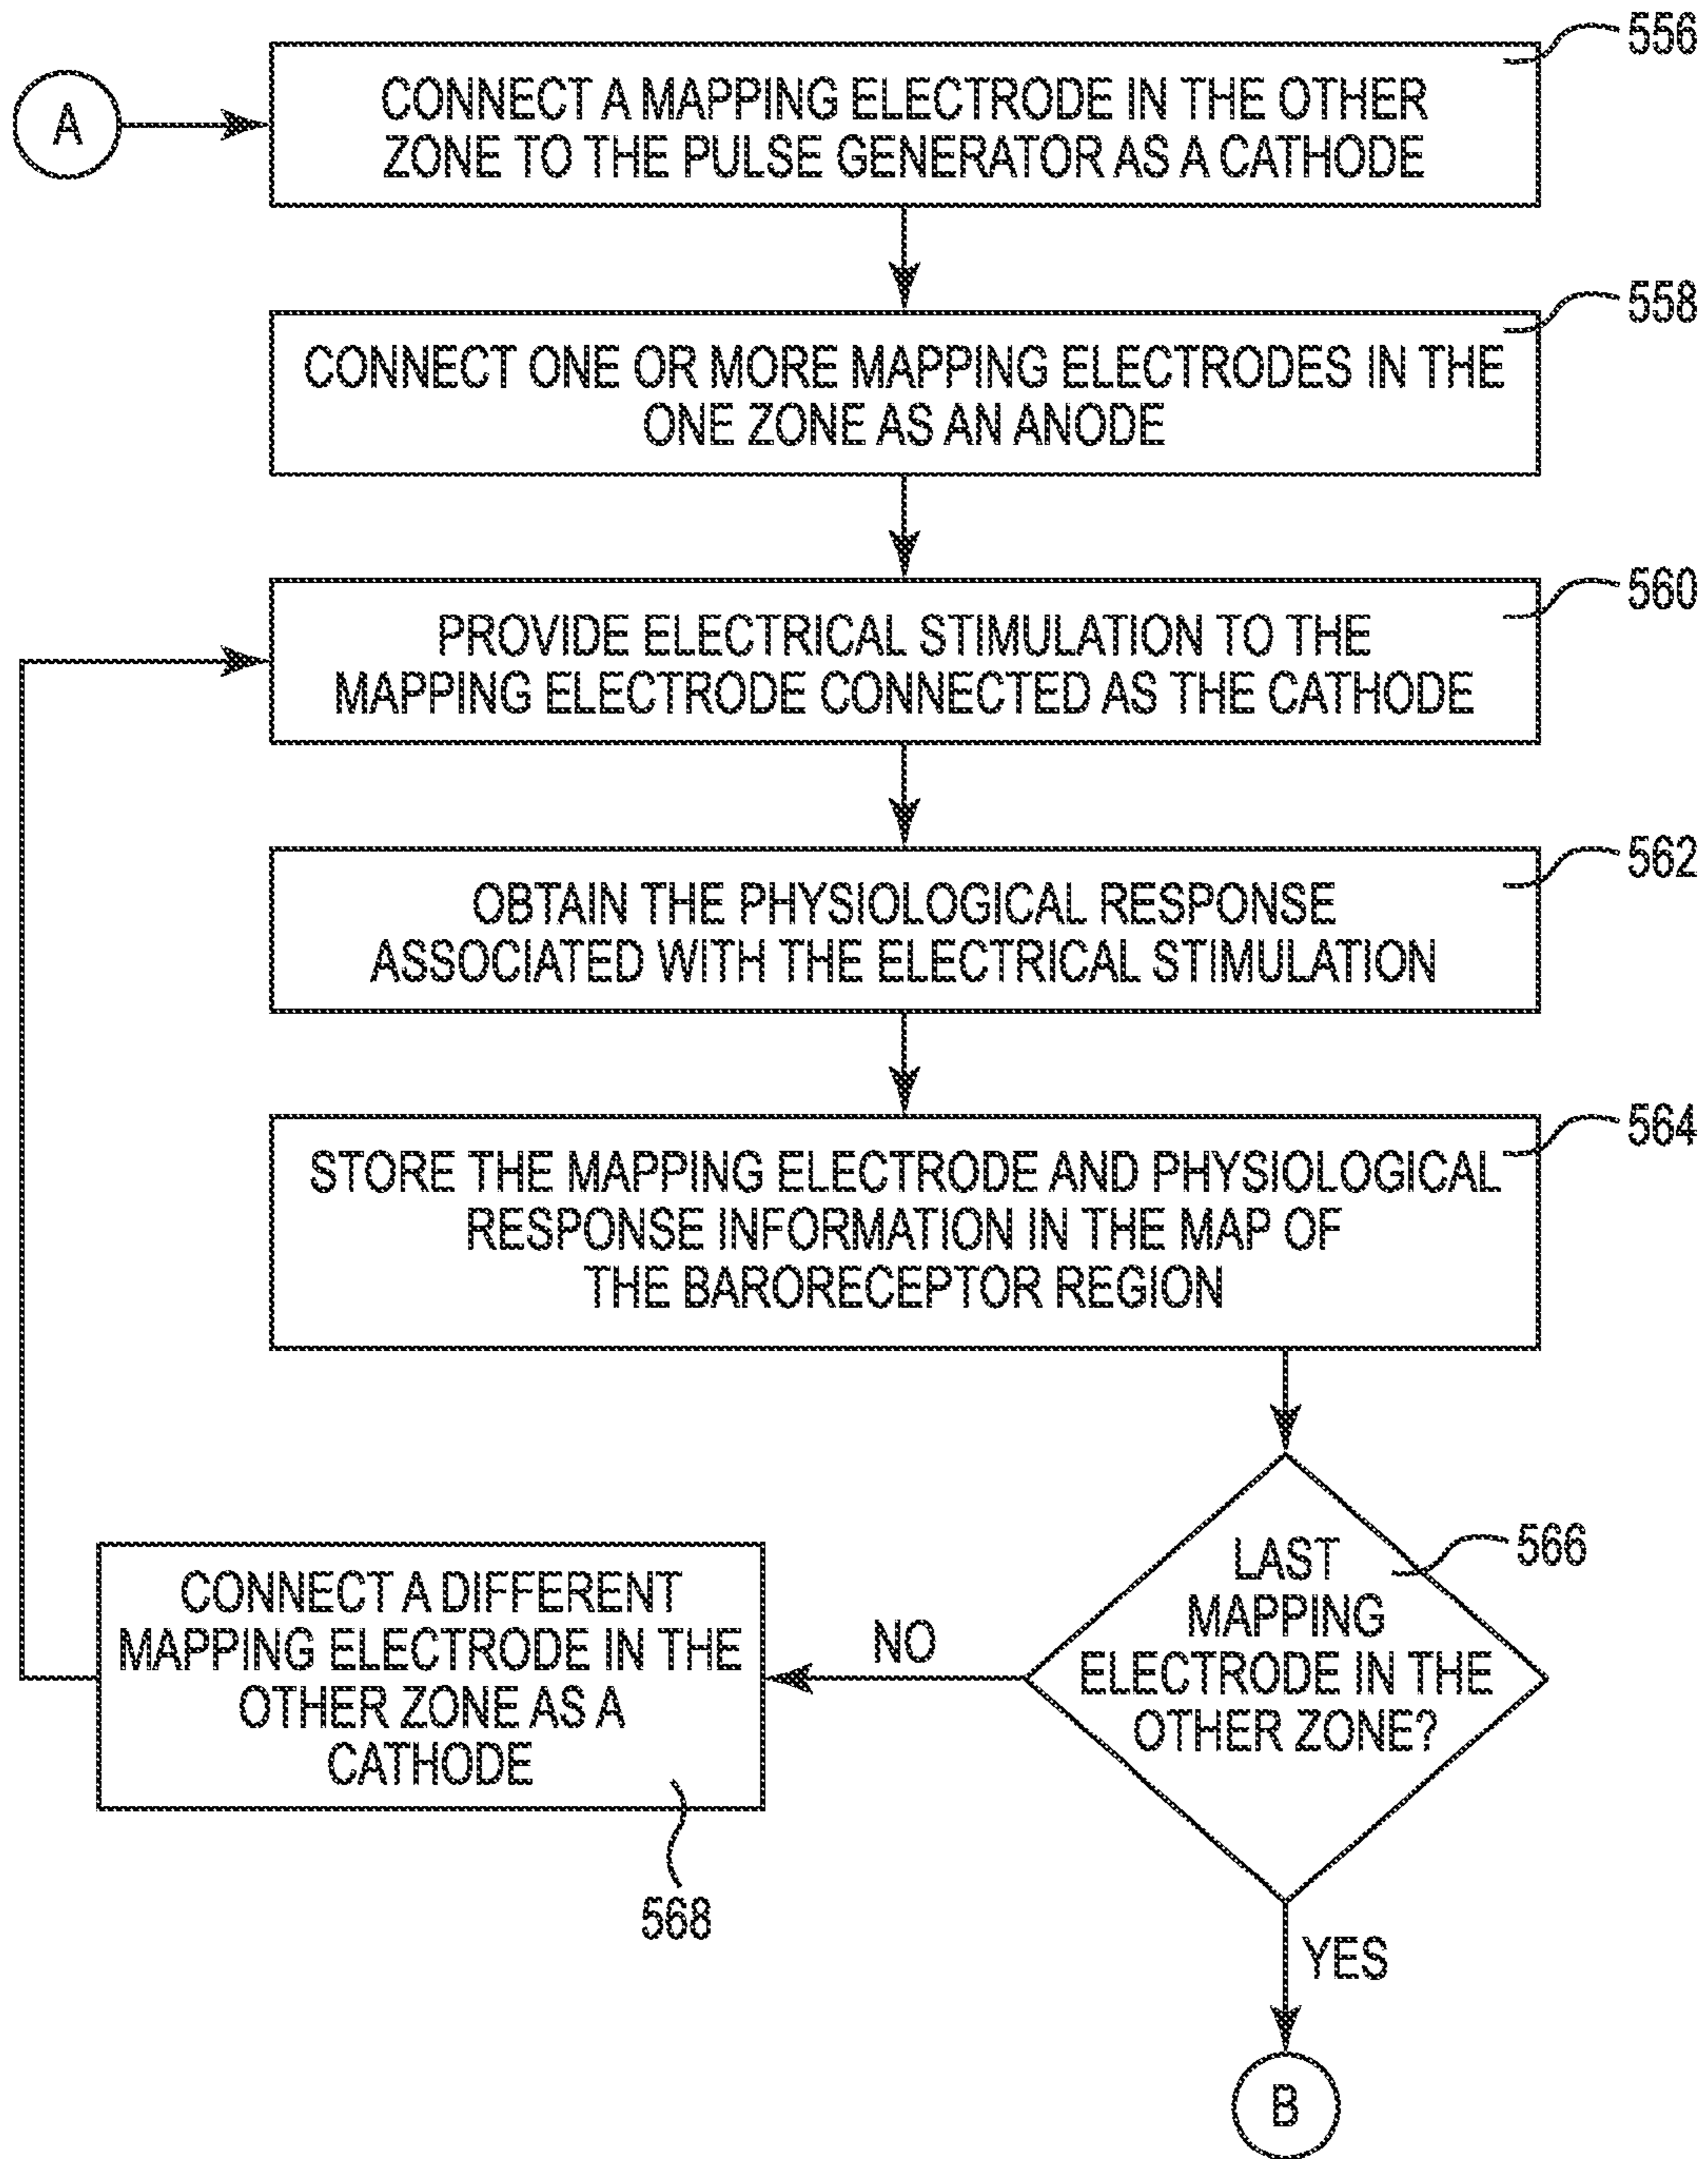 556
A
CONNECT A MAPPING ELECTRODE IN THE OTHER
ZONE TO THE PULSE GENERATOR AS A CATHODE
558
CONNECT ONE OR MORE MAPPING ELECTRODES IN THE
ONE ZONE AS AN ANODE
560
PROVIDE ELECTRICAL STIMULATION TO THE
MAPPING ELECTRODE CONNECTED AS THE CATHODE
562
OBTAIN THE PHYSIOLOGICAL RESPONSE
ASSOCIATED WITH THE ELECTRICAL STIMULATION
564
STORE THE MAPPING ELECTRODE AND PHYSIOLOGICAL
RESPONSE INFORMATION IN THE MAP OF
THE BARORECEPTOR REGION
566
LAST
MAPPING
ELECTRODE IN THE
OTHER ZONE?
NO
CONNECT A DIFFERENT
MAPPING ELECTRODE IN THE
OTHER ZONE AS A
CATHODE
568
YES
B